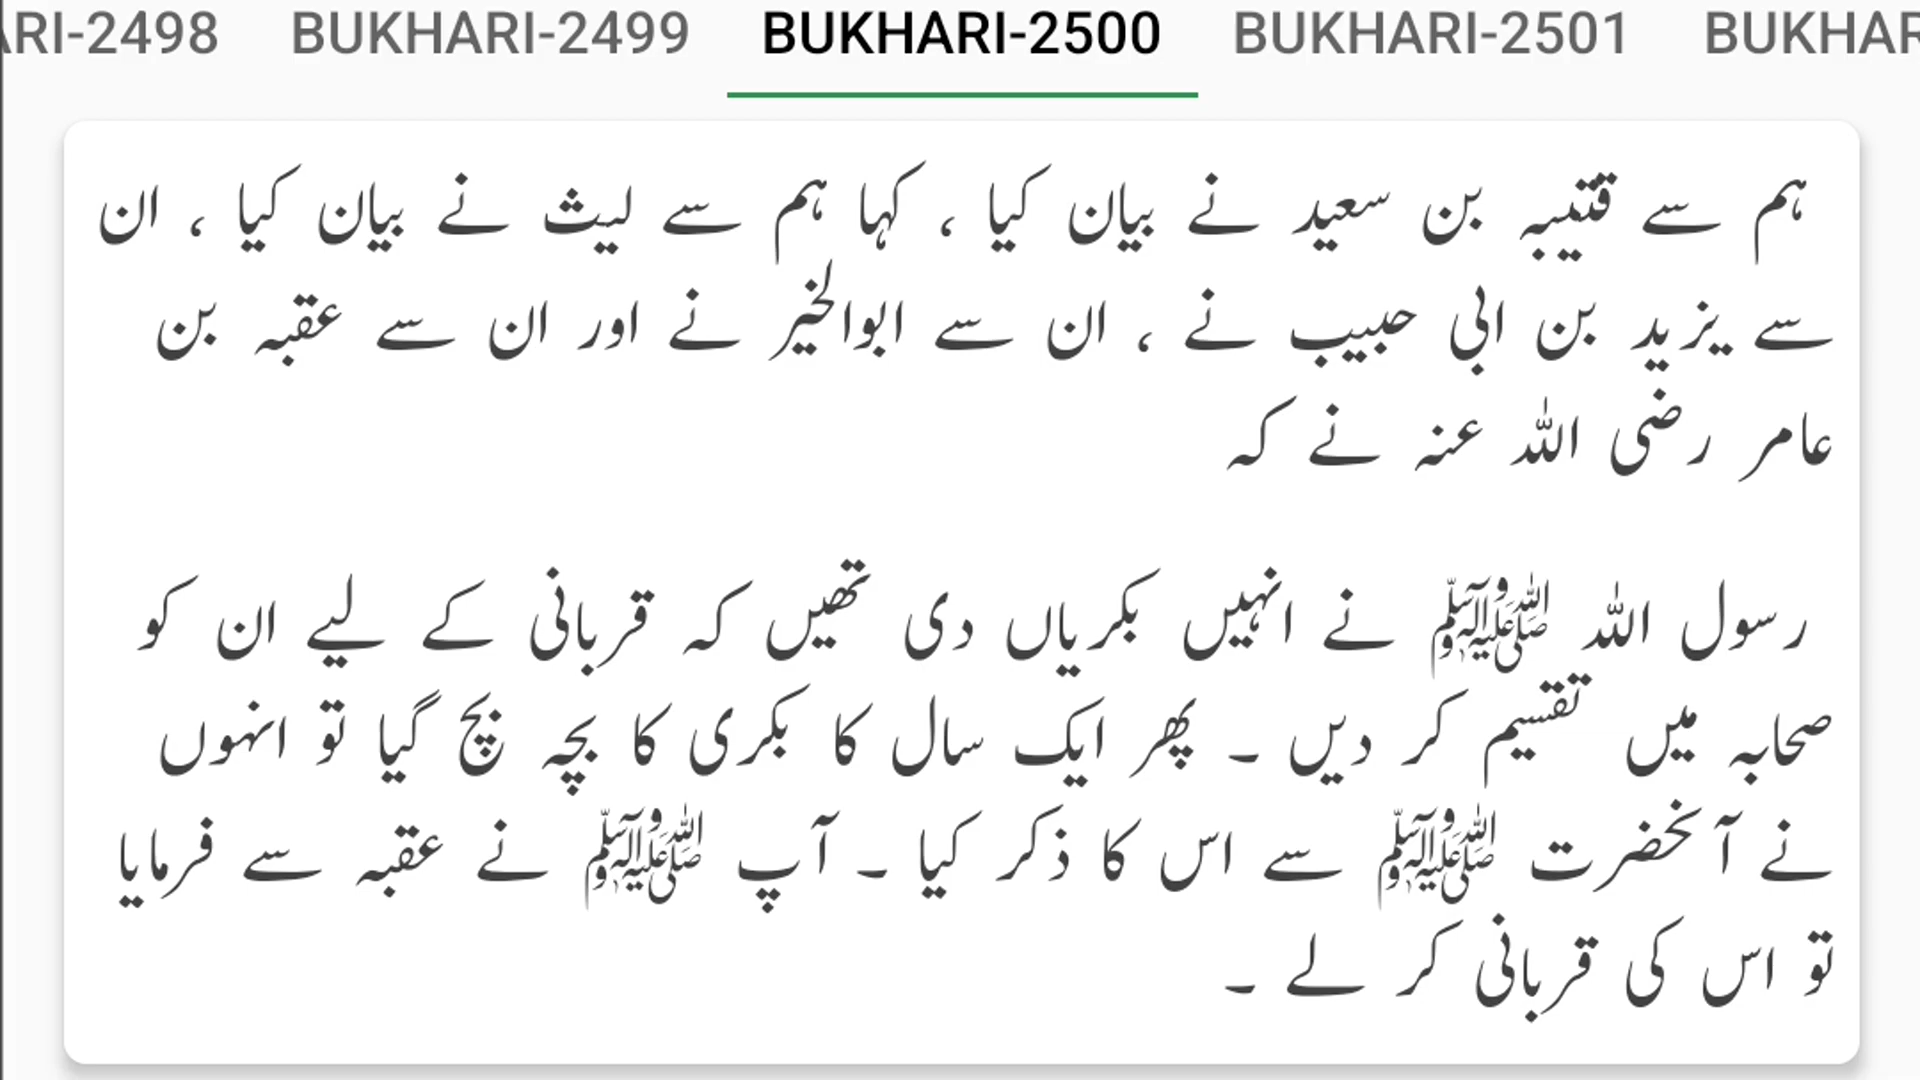 RI-2498 BUKHARI-2499 BUKHARI-2500 BUKHARI-2501 BUKHAR
ہم سے قتیبہ بن سعید نے بیان کیا ، کہا ہم سے لیث نے بیان کیا ، ان
سے یزید بن ابی حبیب نے ، ان سے ابوالخیر نے اور ان سے عقبہ بن
عامر رضی اللہ عنہ نے کہ
رسول اللہ ﷺ نے انہیں بکریاں دی تھیں کہ قربانی کے لیے ان کو
صحابہ میں تقسیم کر دیں ۔ پھر ایک سال کا بکری کا بچہ بچ گیا تو انہوں
نے آنحضرت ﷺ سے اس کا ذکر کیا ۔ آپ ﷺ نے عقبہ سے فرمایا
تو اس کی قربانی کر لے ۔